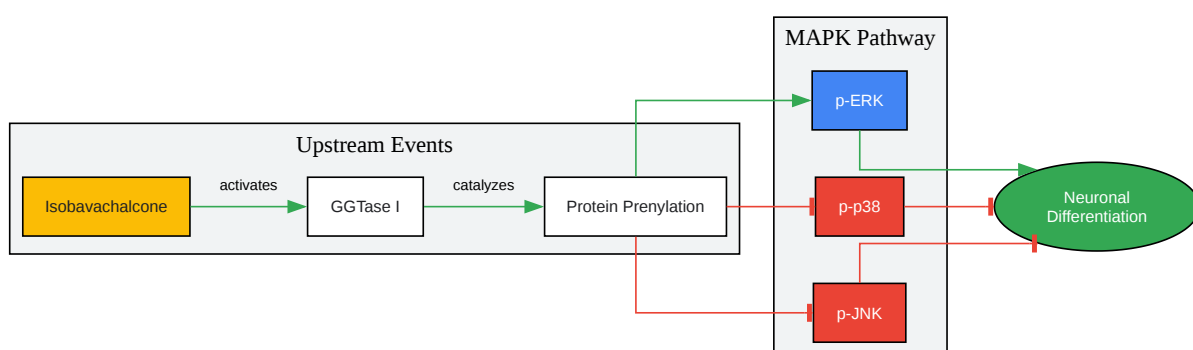 Upstream Events
Isobavachalcone
activates
GGTase I
catalyzes
Protein Prenylation
MAPK Pathway
p-ERK
p-p38
p-JNK
Neuronal
Differentiation